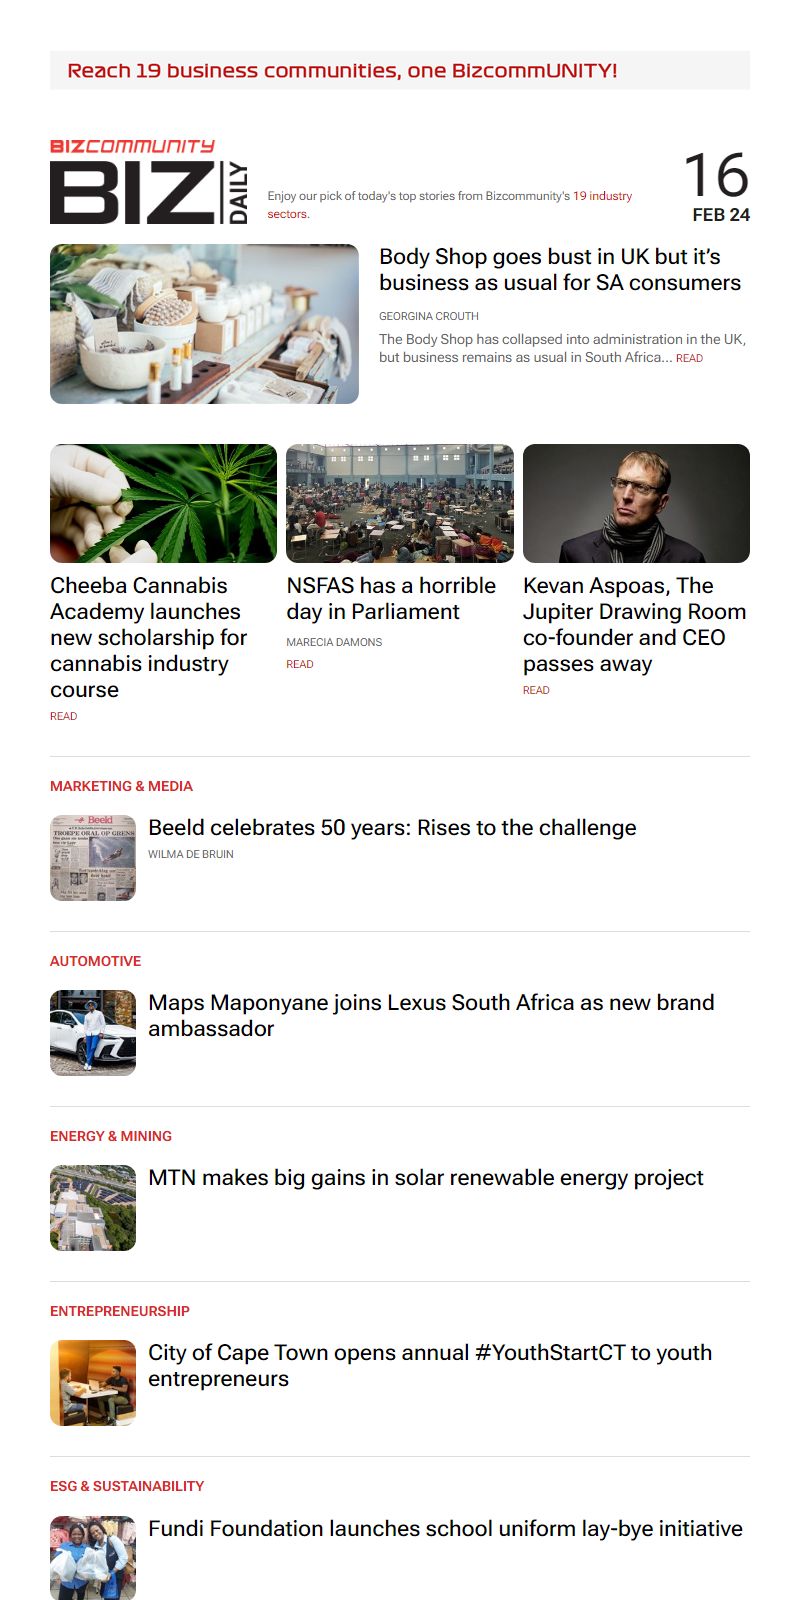 Reach 19 business communities, one BizcommUNITY!
BIZCOMMUNITY
BIZ DAILY
Enjoy our pick of today's top stories from Bizcommunity's 19 industry
sectors.
16
FEB 24
Body Shop goes bust in UK but it’s
business as usual for SA consumers
GEORGINA CROUTH
The Body Shop has collapsed into administration in the UK,
but business remains as usual in South Africa... READ
Cheeba Cannabis
Academy launches
new scholarship for
cannabis industry
course
READ
NSFAS has a horrible
day in Parliament
MARECIA DAMONS
READ
Kevan Aspoas, The
Jupiter Drawing Room
co-founder and CEO
passes away
READ
MARKETING & MEDIA
Beeld
TROEPE ORAL OP GRENS
Beeld celebrates 50 years: Rises to the challenge
WILMA DE BRUIN
AUTOMOTIVE
Maps Maponyane joins Lexus South Africa as new brand
ambassador
ENERGY & MINING
MTN makes big gains in solar renewable energy project
ENTREPRENEURSHIP
City of Cape Town opens annual #YouthStartCT to youth
entrepreneurs
ESG & SUSTAINABILITY
Fundi Foundation launches school uniform lay-bye initiative